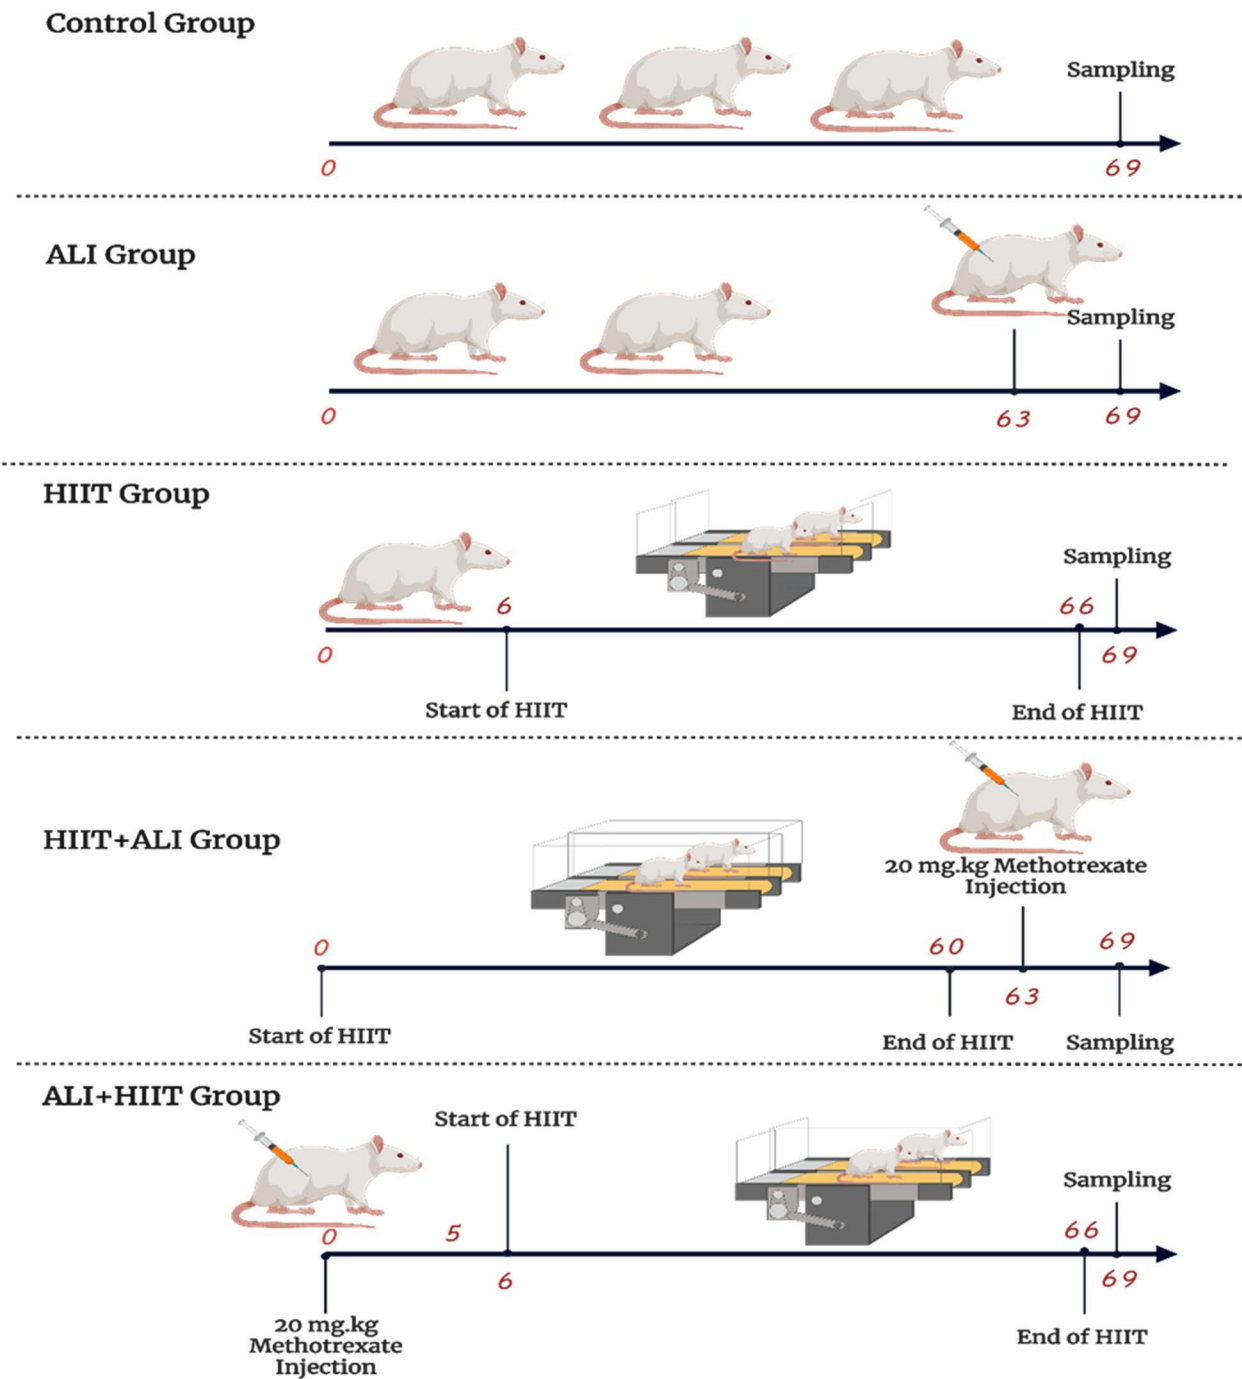 Control Group
Sampling
0
69
ALI Group
Sampling
0
63
69
HIIT Group
Sampling
6
66
0
69
Start of HIIT
End of HIIT
HIIT+ALI Group
20 mg.kg Methotrexate
Injection
0
60
69
63
Start of HIIT
End of HIIT
Sampling
ALI+HIIT Group
Start of HIIT
Sampling
0
5
66
6
69
20 mg.kg
Methotrexate
Injection
End of HIIT